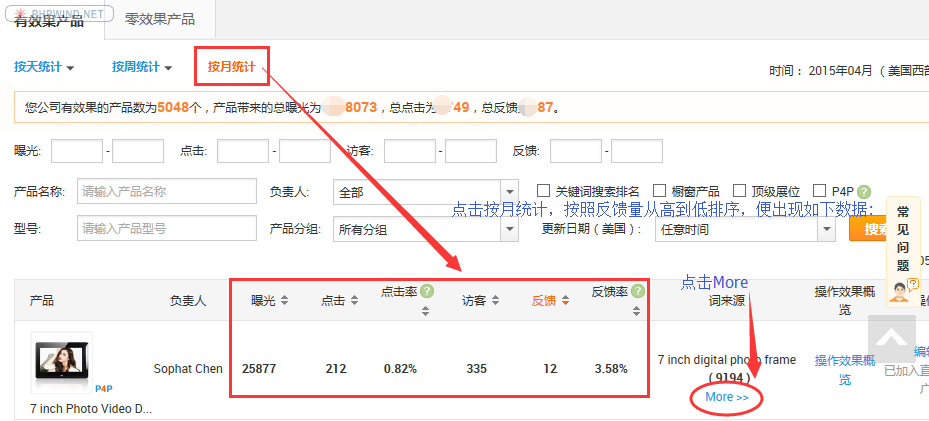 PHPWIND.NET
有效果产品
零效果产品
按天统计
按周统计
按月统计
时间： 2015年04月 （美国西部
您公司有效果的产品数为5048个，产品带来的总曝光为 8073，总点击为 49，总反馈 87。
曝光: - 点击: - 访客: - 反馈: -
产品名称: 请输入产品名称 负责人: 全部 关键词搜索排名 橱窗产品 顶级展位 P4P ?
点击按月统计，按照反馈量从高到低排序，便出现如下数据：
型号: 请输入产品型号 产品分组: 所有分组 更新日期（美国）: 任意时间 搜索
常见问题
点击More
产品 负责人 曝光 点击 点击率 ? 访客 反馈 反馈率 ? 词来源 操作效果概览
7 inch Photo Video D...
P4P
Sophat Chen 25877 212 0.82% 335 12 3.58%
7 inch digital photo frame
( 9194 )
More >>
操作效果概览
编辑
已加入直